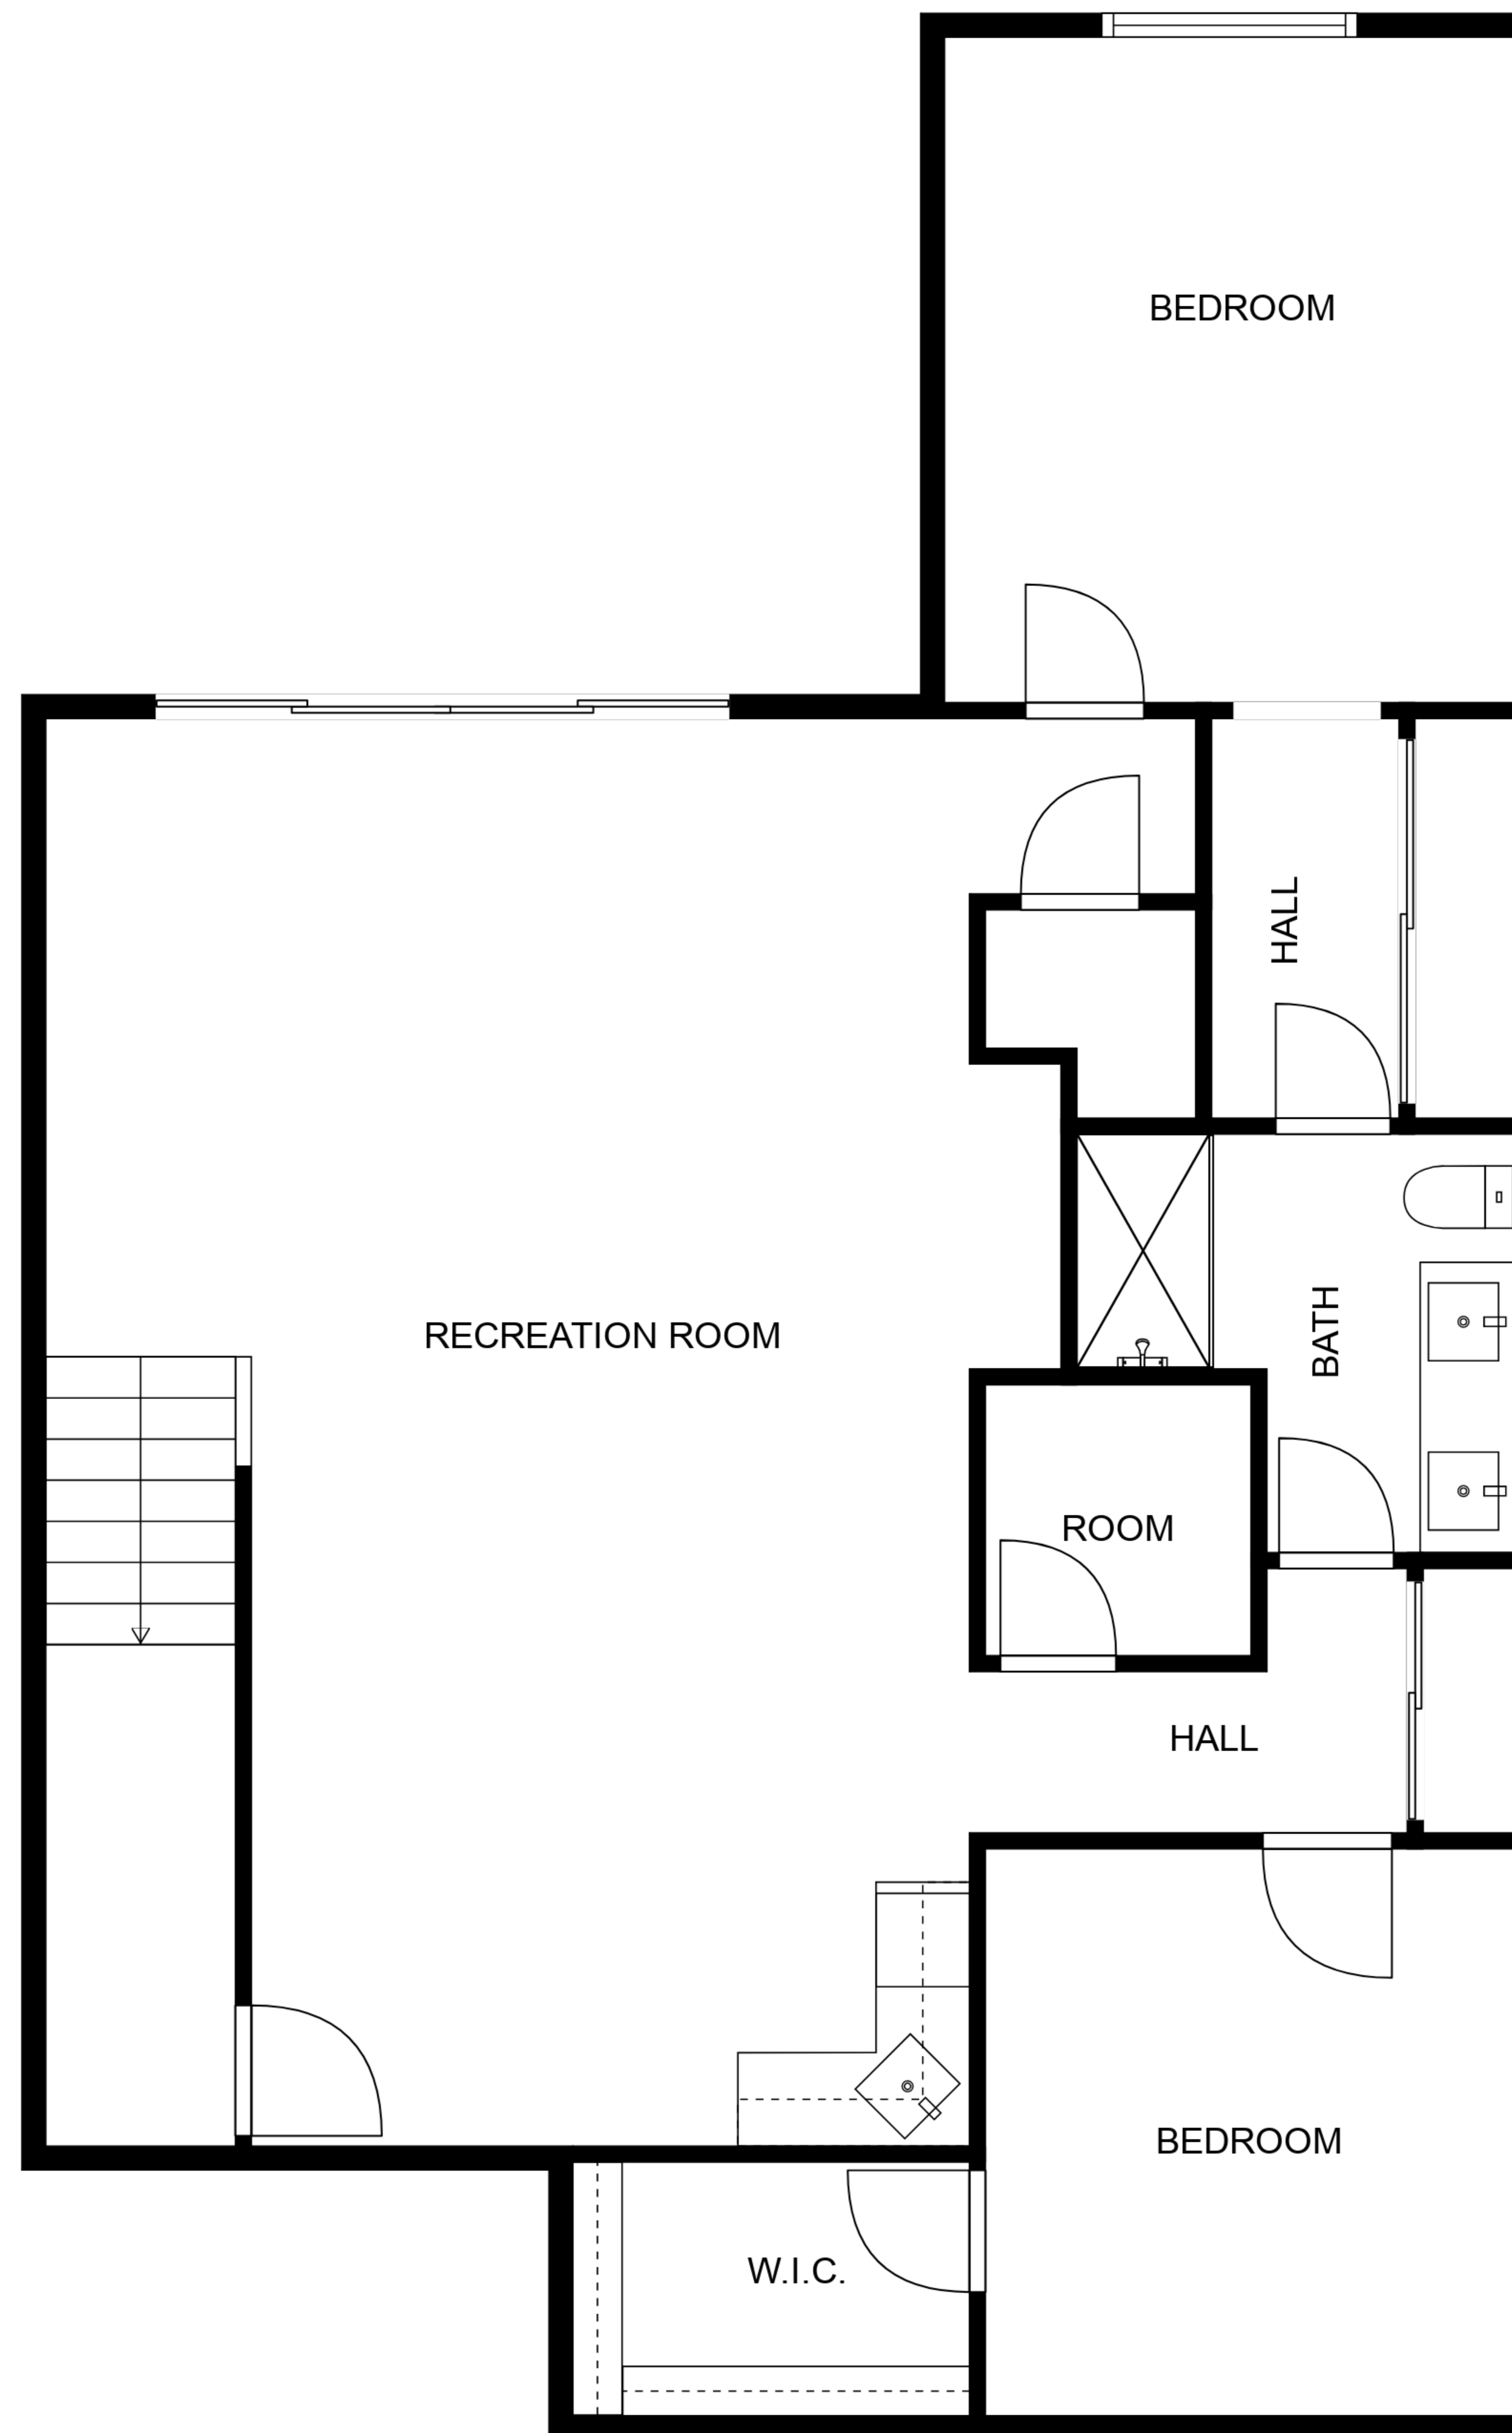 BEDROOM
HALL
RECREATION ROOM
BATH
ROOM
HALL
BEDROOM
W.I.C.